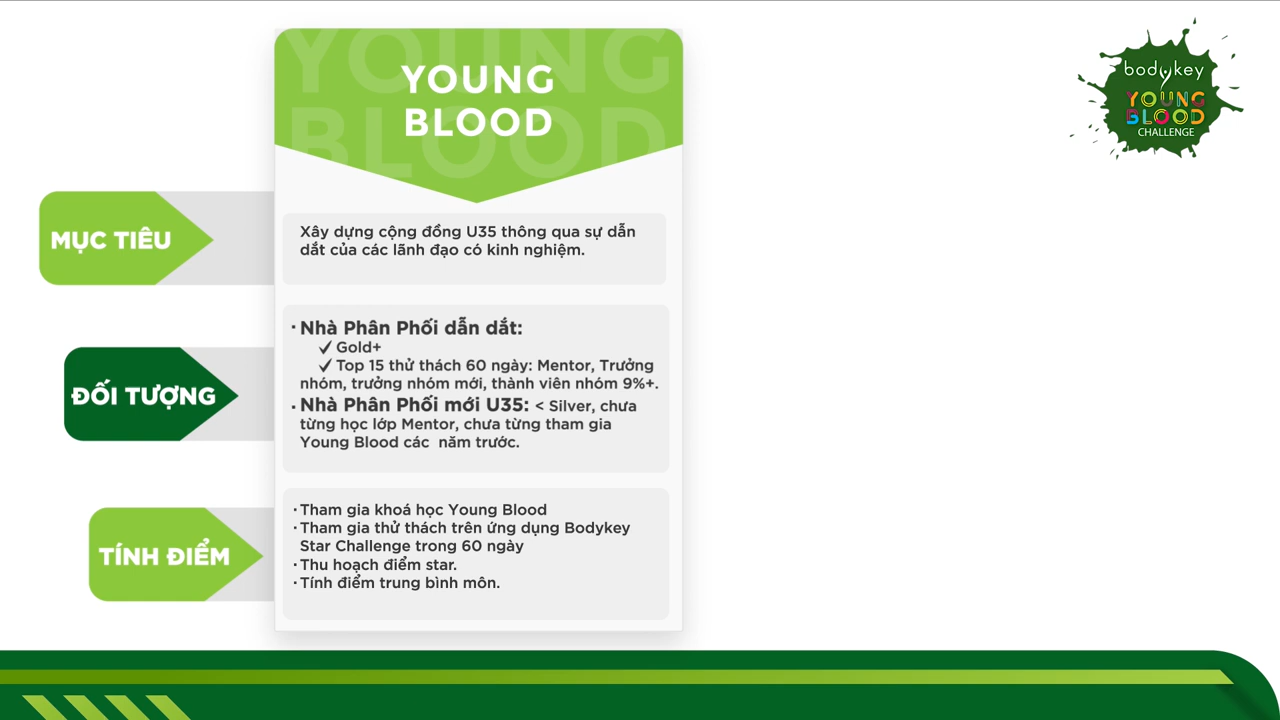 YOUNG
BLOOD
bodykey
YOUNG
BLOOD
CHALLENGE
YOUNG
BLOOD
MỤC TIÊU
Xây dựng cộng đồng U35 thông qua sự dẫn
dắt của các lãnh đạo có kinh nghiệm.
ĐỐI TƯỢNG
· Nhà Phân Phối dẫn dắt:
✓ Gold+
✓ Top 15 thử thách 60 ngày: Mentor, Trưởng
nhóm, trưởng nhóm mới, thành viên nhóm 9%+.
· Nhà Phân Phối mới U35: < Silver, chưa
từng học lớp Mentor, chưa từng tham gia
Young Blood các năm trước.
TÍNH ĐIỂM
· Tham gia khoá học Young Blood
· Tham gia thử thách trên ứng dụng Bodykey
Star Challenge trong 60 ngày
· Thu hoạch điểm star.
· Tính điểm trung bình môn.